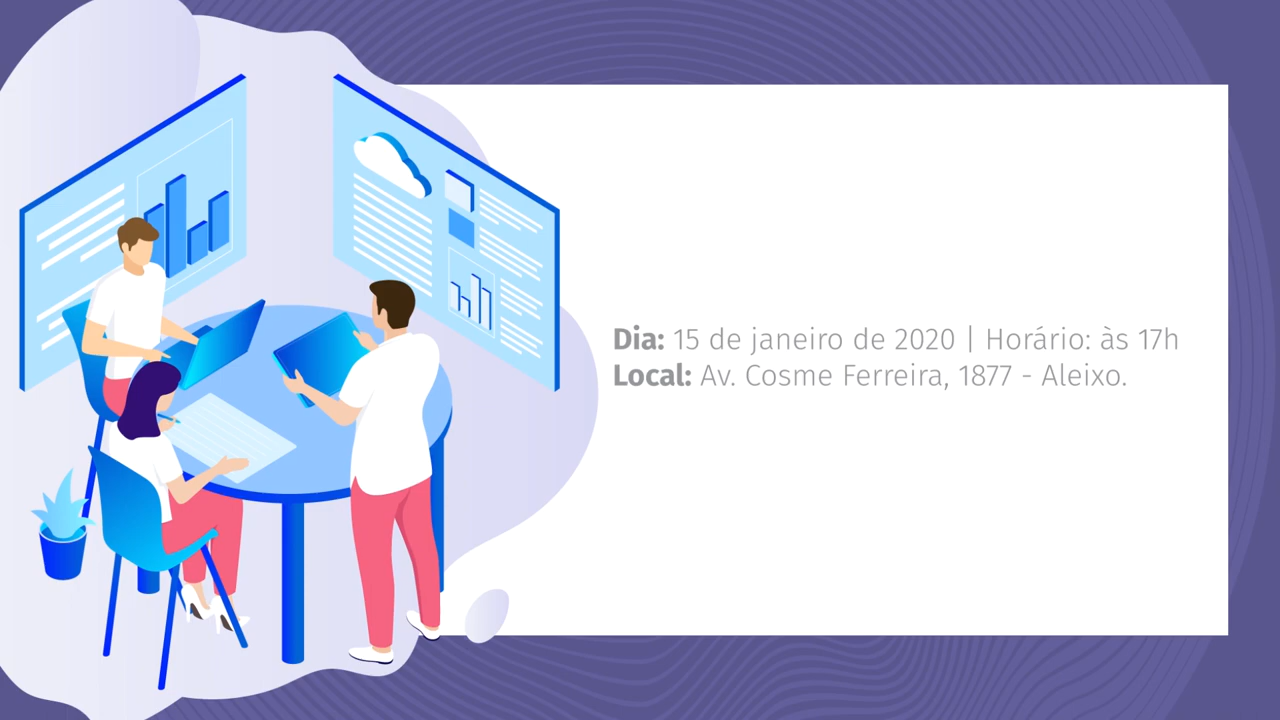 Dia: 15 de janeiro de 2020 | Horário: às 17h
Local: Av. Cosme Ferreira, 1877 - Aleixo.